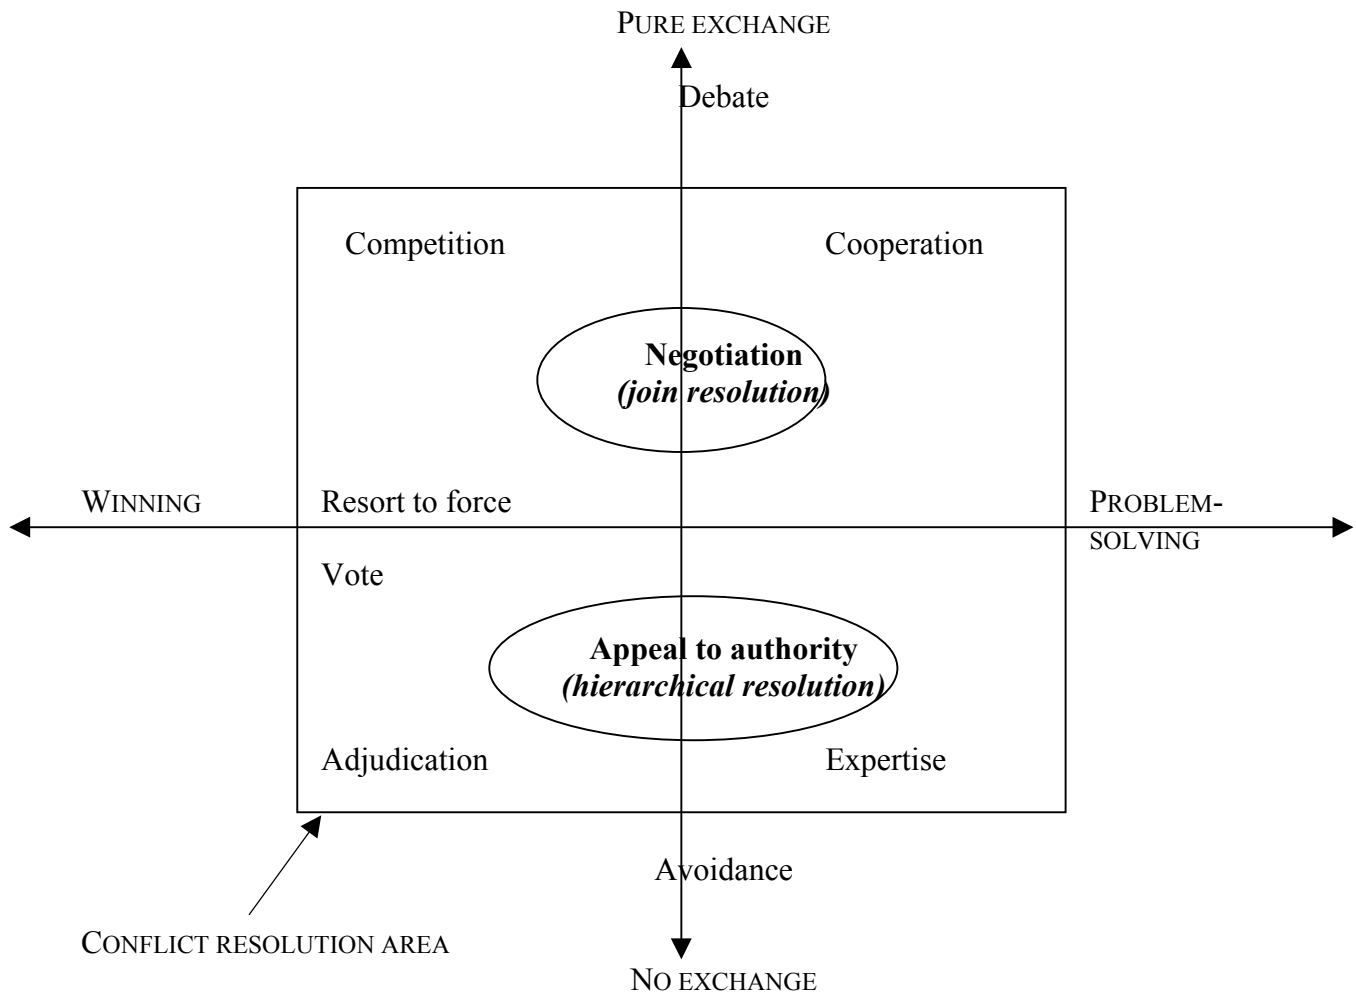 PURE EXCHANGE
Debate
Competition
Cooperation
Negotiation
(join resolution)
WINNING
Resort to force
PROBLEM-
SOLVING
Vote
Appeal to authority
(hierarchical resolution)
Adjudication
Expertise
Avoidance
CONFLICT RESOLUTION AREA
NO EXCHANGE